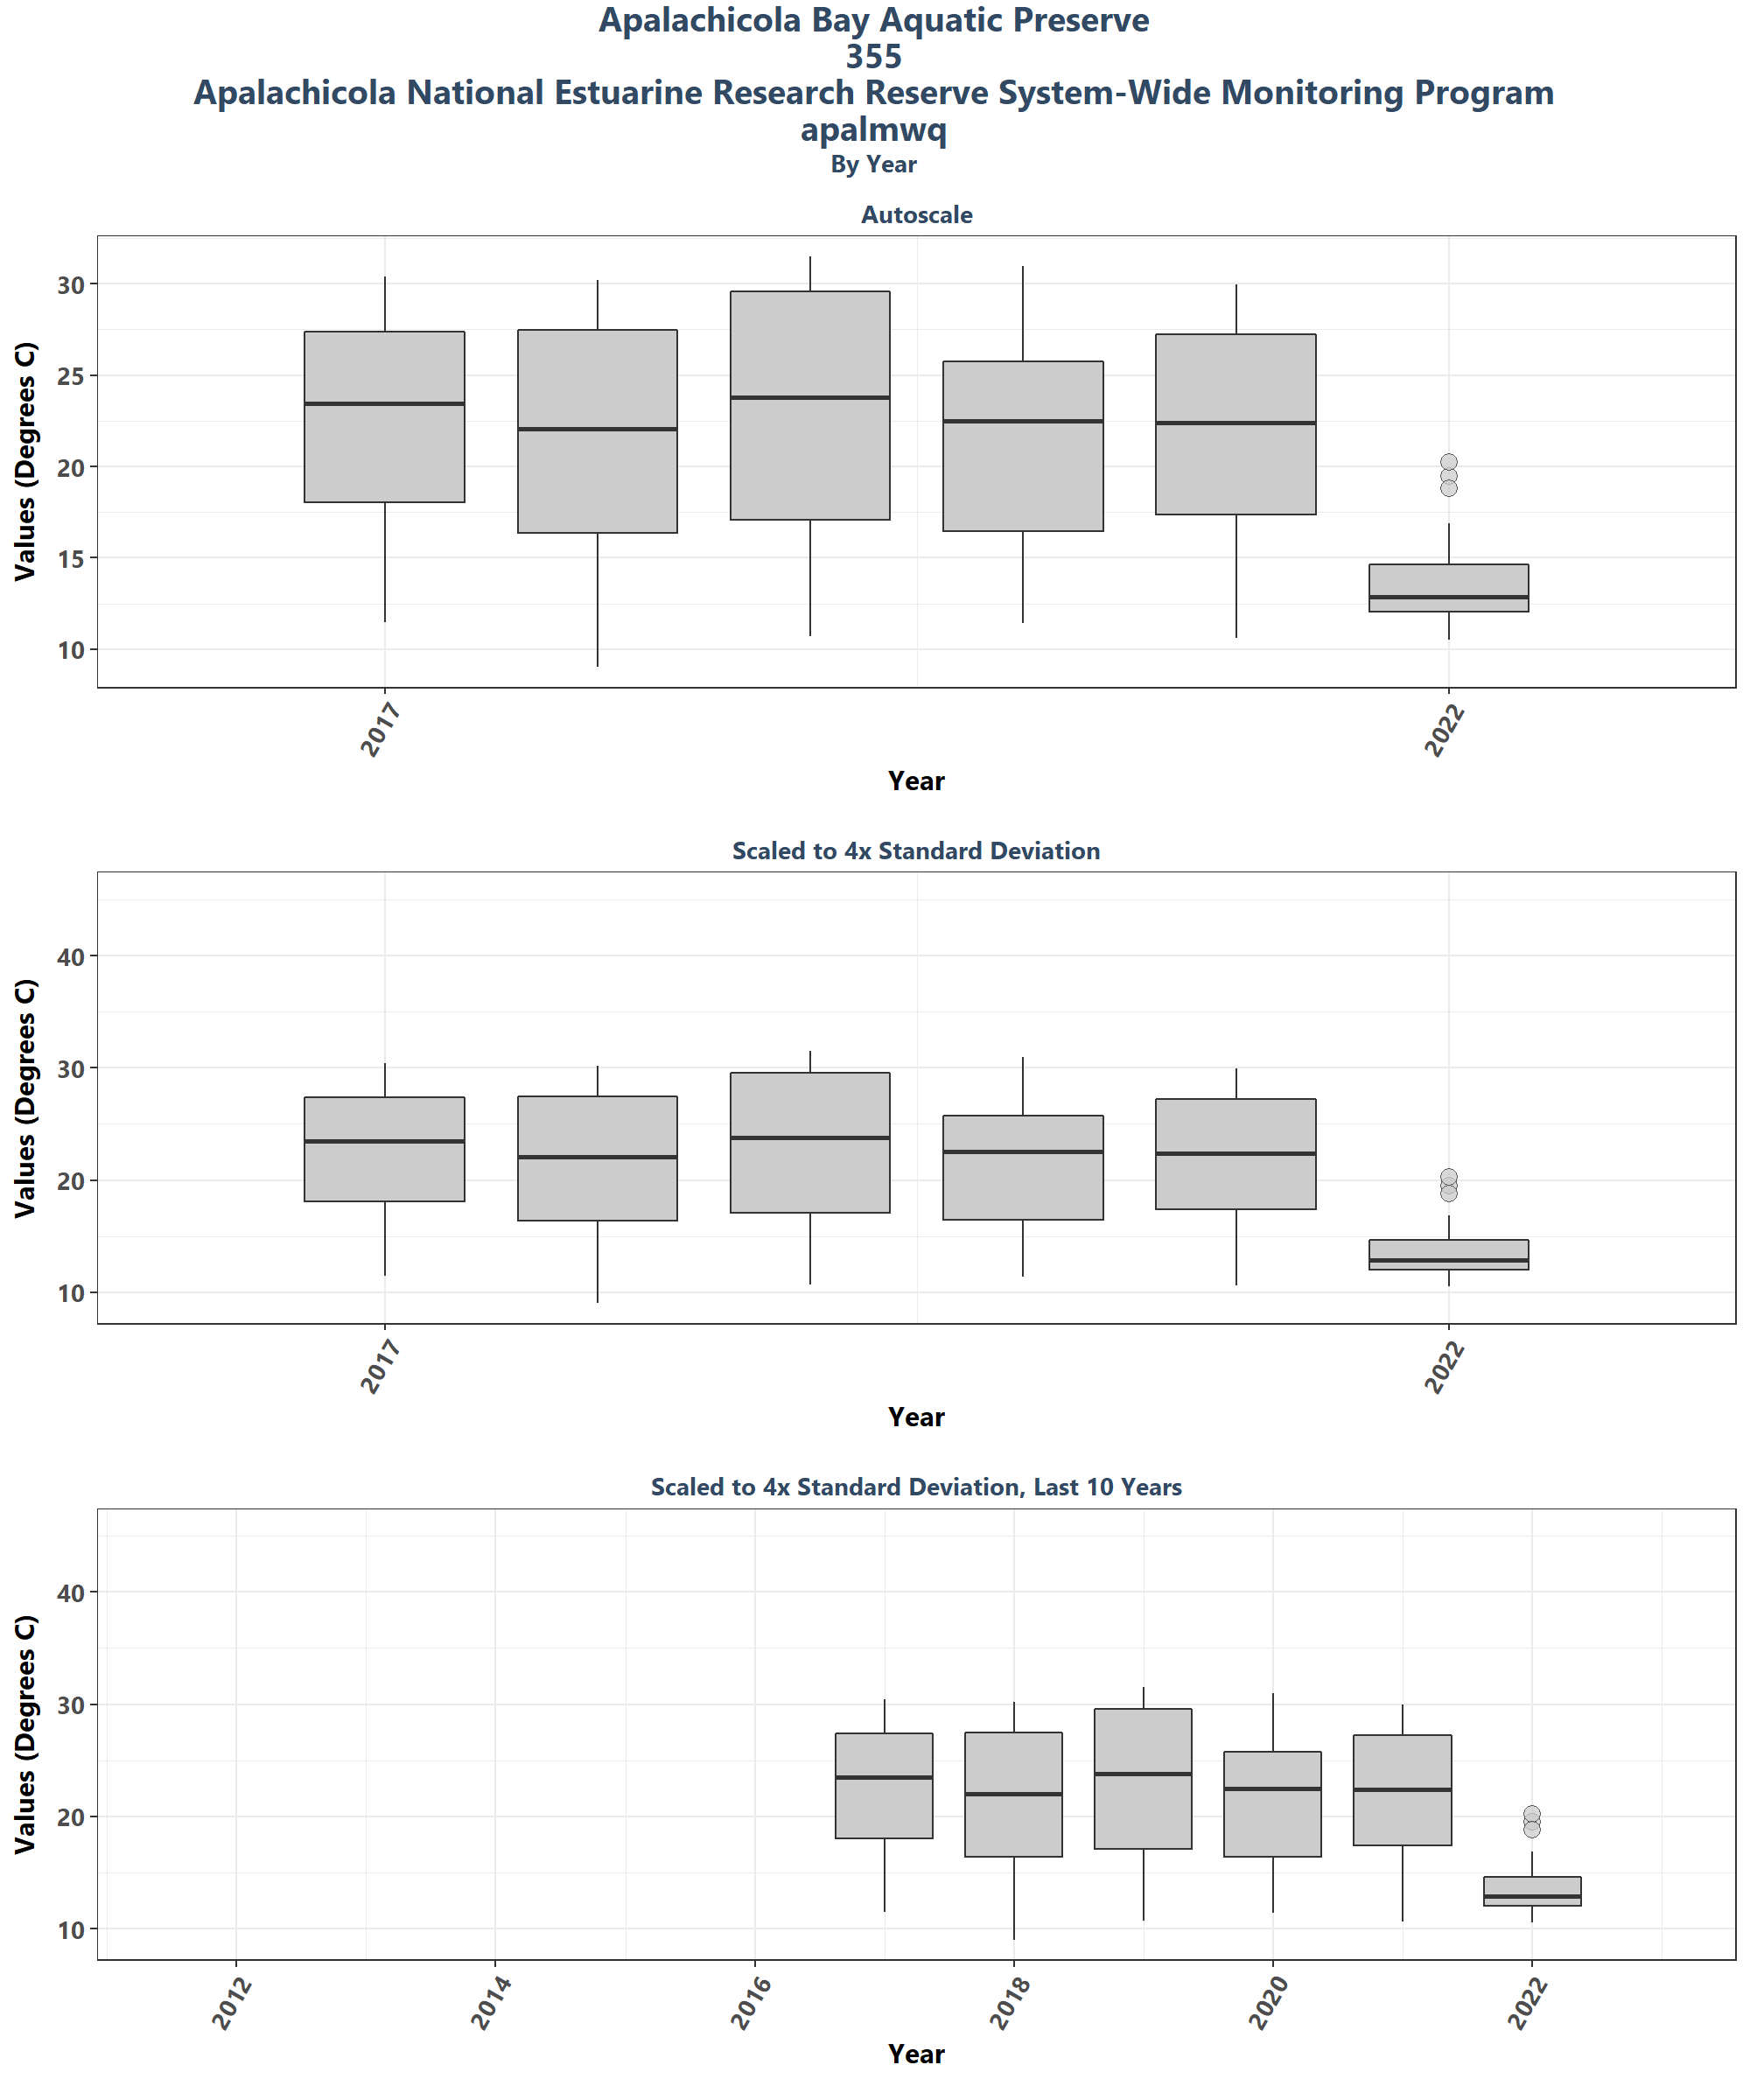 Apalachicola Bay Aquatic Preserve
355
Apalachicola National Estuarine Research Reserve System-Wide Monitoring Program
apalmwq
By Year
Autoscale
Values (Degrees C)
30
25
20
15
10
2017
2022
Year
Scaled to 4x Standard Deviation
Values (Degrees C)
40
30
20
10
2017
2022
Year
Scaled to 4x Standard Deviation, Last 10 Years
Values (Degrees C)
40
30
20
10
2012
2014
2016
2018
2020
2022
Year